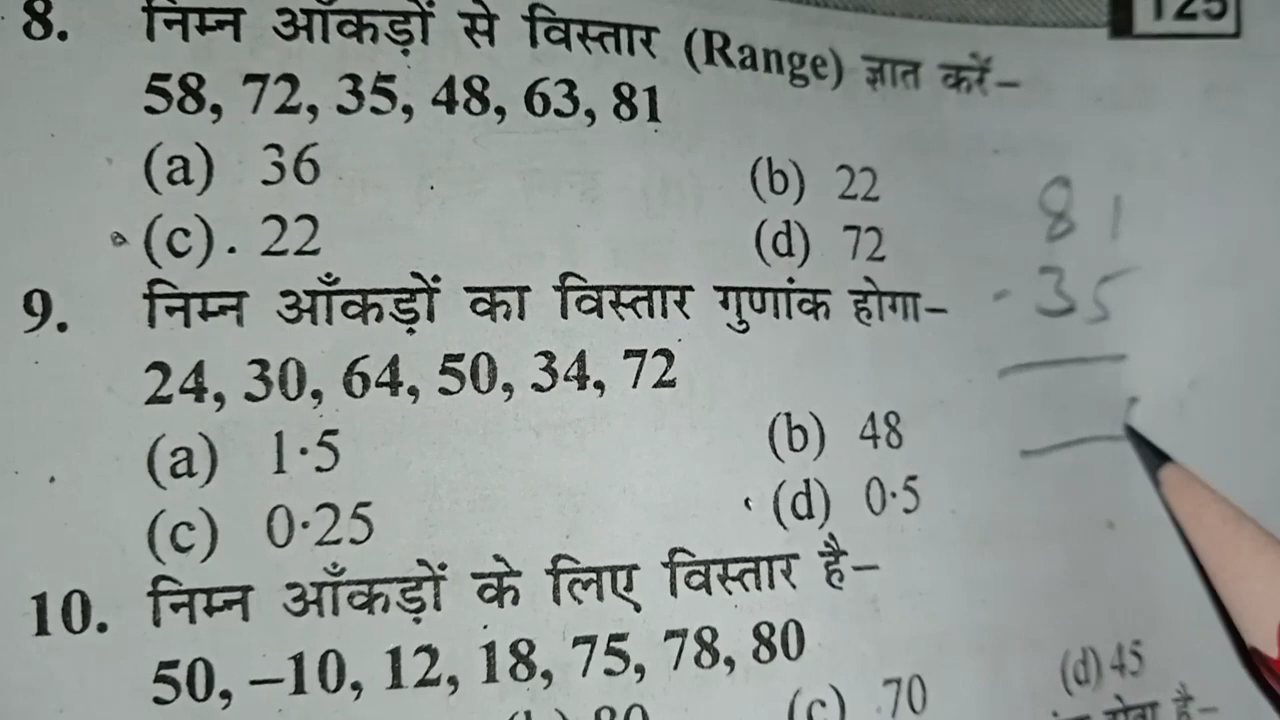 125
8. निम्न आँकड़ों से विस्तार (Range) ज्ञात करें–
58, 72, 35, 48, 63, 81
(a) 36 (b) 22
(c). 22 (d) 72
81
- 35
9. निम्न आँकड़ों का विस्तार गुणांक होगा–
24, 30, 64, 50, 34, 72
(a) 1·5 (b) 48
(c) 0·25 (d) 0·5
10. निम्न आँकड़ों के लिए विस्तार है–
50, –10, 12, 18, 75, 78, 80
(c) 70 (d) 45